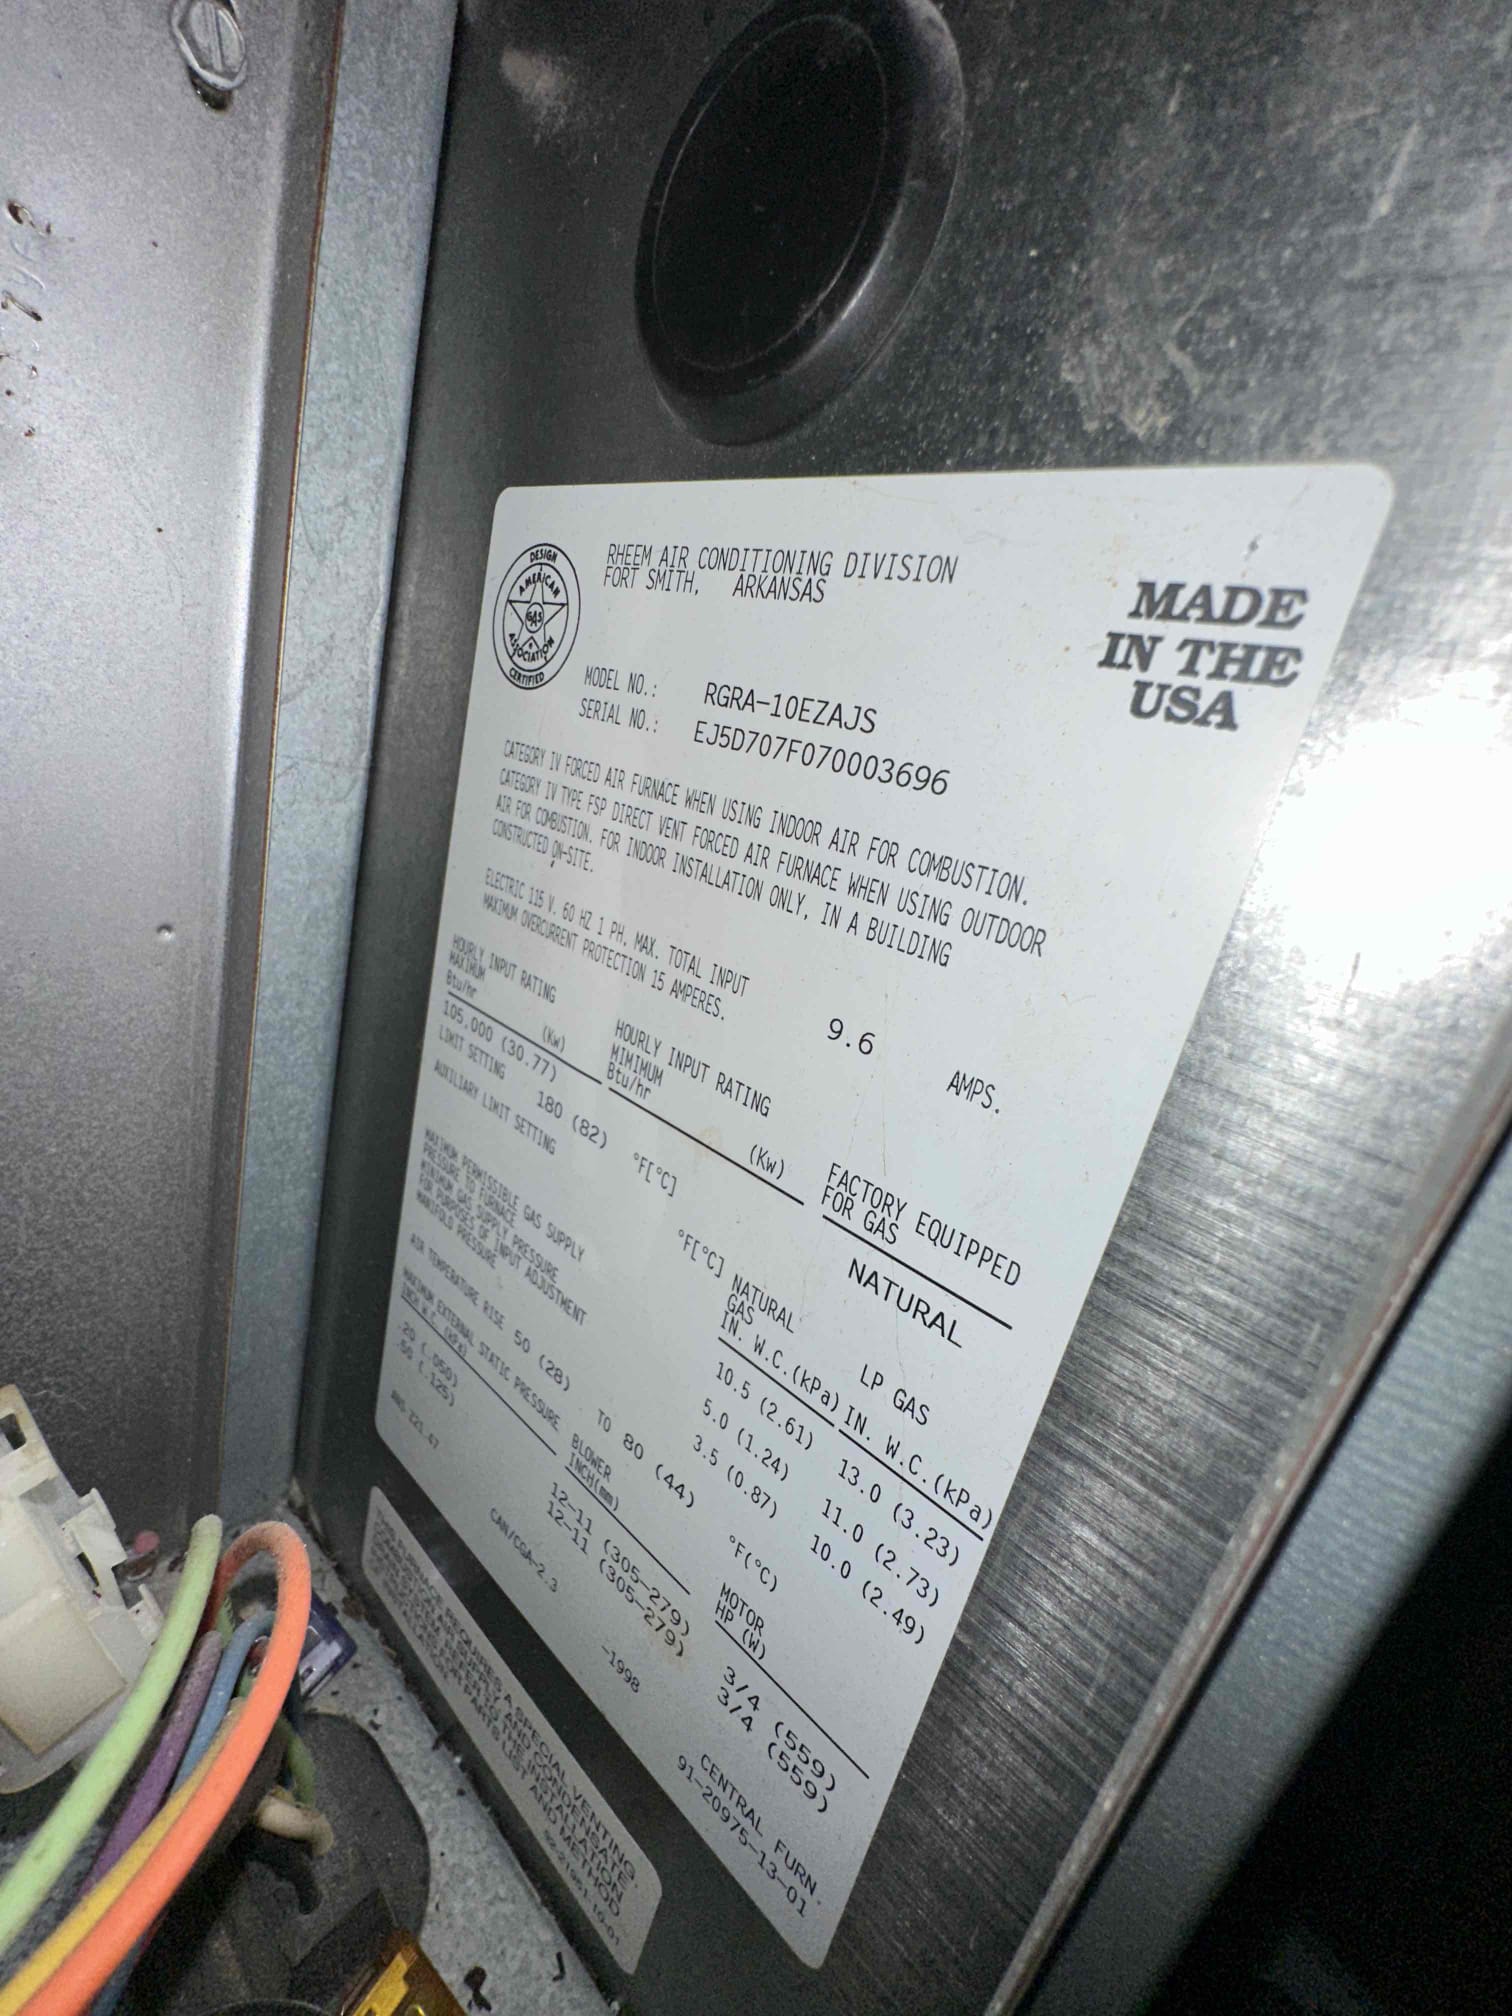 DESIGN
AMERICAN
GAS
ASSOCIATION
CERTIFIED
RHEEM AIR CONDITIONING DIVISION
FORT SMITH, ARKANSAS
MADE
IN THE
USA
MODEL NO.: RGRA-10EZAJS
SERIAL NO.: EJ5D707F070003696
CATEGORY IV FORCED AIR FURNACE WHEN USING INDOOR AIR FOR COMBUSTION.
CATEGORY IV TYPE FSP DIRECT VENT FORCED AIR FURNACE WHEN USING OUTDOOR
AIR FOR COMBUSTION. FOR INDOOR INSTALLATION ONLY, IN A BUILDING
CONSTRUCTED ON-SITE.
ELECTRIC 115 V. 60 HZ 1 PH. MAX. TOTAL INPUT 9.6 AMPS.
MAXIMUM OVERCURRENT PROTECTION 15 AMPERES.
HOURLY INPUT RATING
MAXIMUM
Btu/hr (Kw)
HOURLY INPUT RATING
MIMIMUM
Btu/hr (Kw)
FACTORY EQUIPPED
FOR GAS
105,000 (30.77)
NATURAL
LIMIT SETTING 180 (82) °F[°C]
AUXILIARY LIMIT SETTING °F[°C]
NATURAL
GAS
IN. W.C.(kPa)
LP GAS
IN. W.C.(kPa)
MAXIMUM PERMISSIBLE GAS SUPPLY
PRESSURE TO FURNACE 10.5 (2.61) 13.0 (3.23)
MINIMUM GAS SUPPLY PRESSURE
FOR PURPOSES OF INPUT ADJUSTMENT 5.0 (1.24) 11.0 (2.73)
MANIFOLD PRESSURE 3.5 (0.87) 10.0 (2.49)
AIR TEMPERATURE RISE 50 (28) TO 80 (44) °F(°C)
MAXIMUM EXTERNAL STATIC PRESSURE
INCH W.C. (kPa)
BLOWER
INCH(mm)
MOTOR
HP (W)
.20 (.050) 12-11 (305-279) 3/4 (559)
.50 (.125) 12-11 (305-279) 3/4 (559)
ANS Z21.47 CAN/CGA-2.3 -1998 CENTRAL FURN.
91-20975-13-01
THIS FURNACE REQUIRES A SPECIAL VENTING